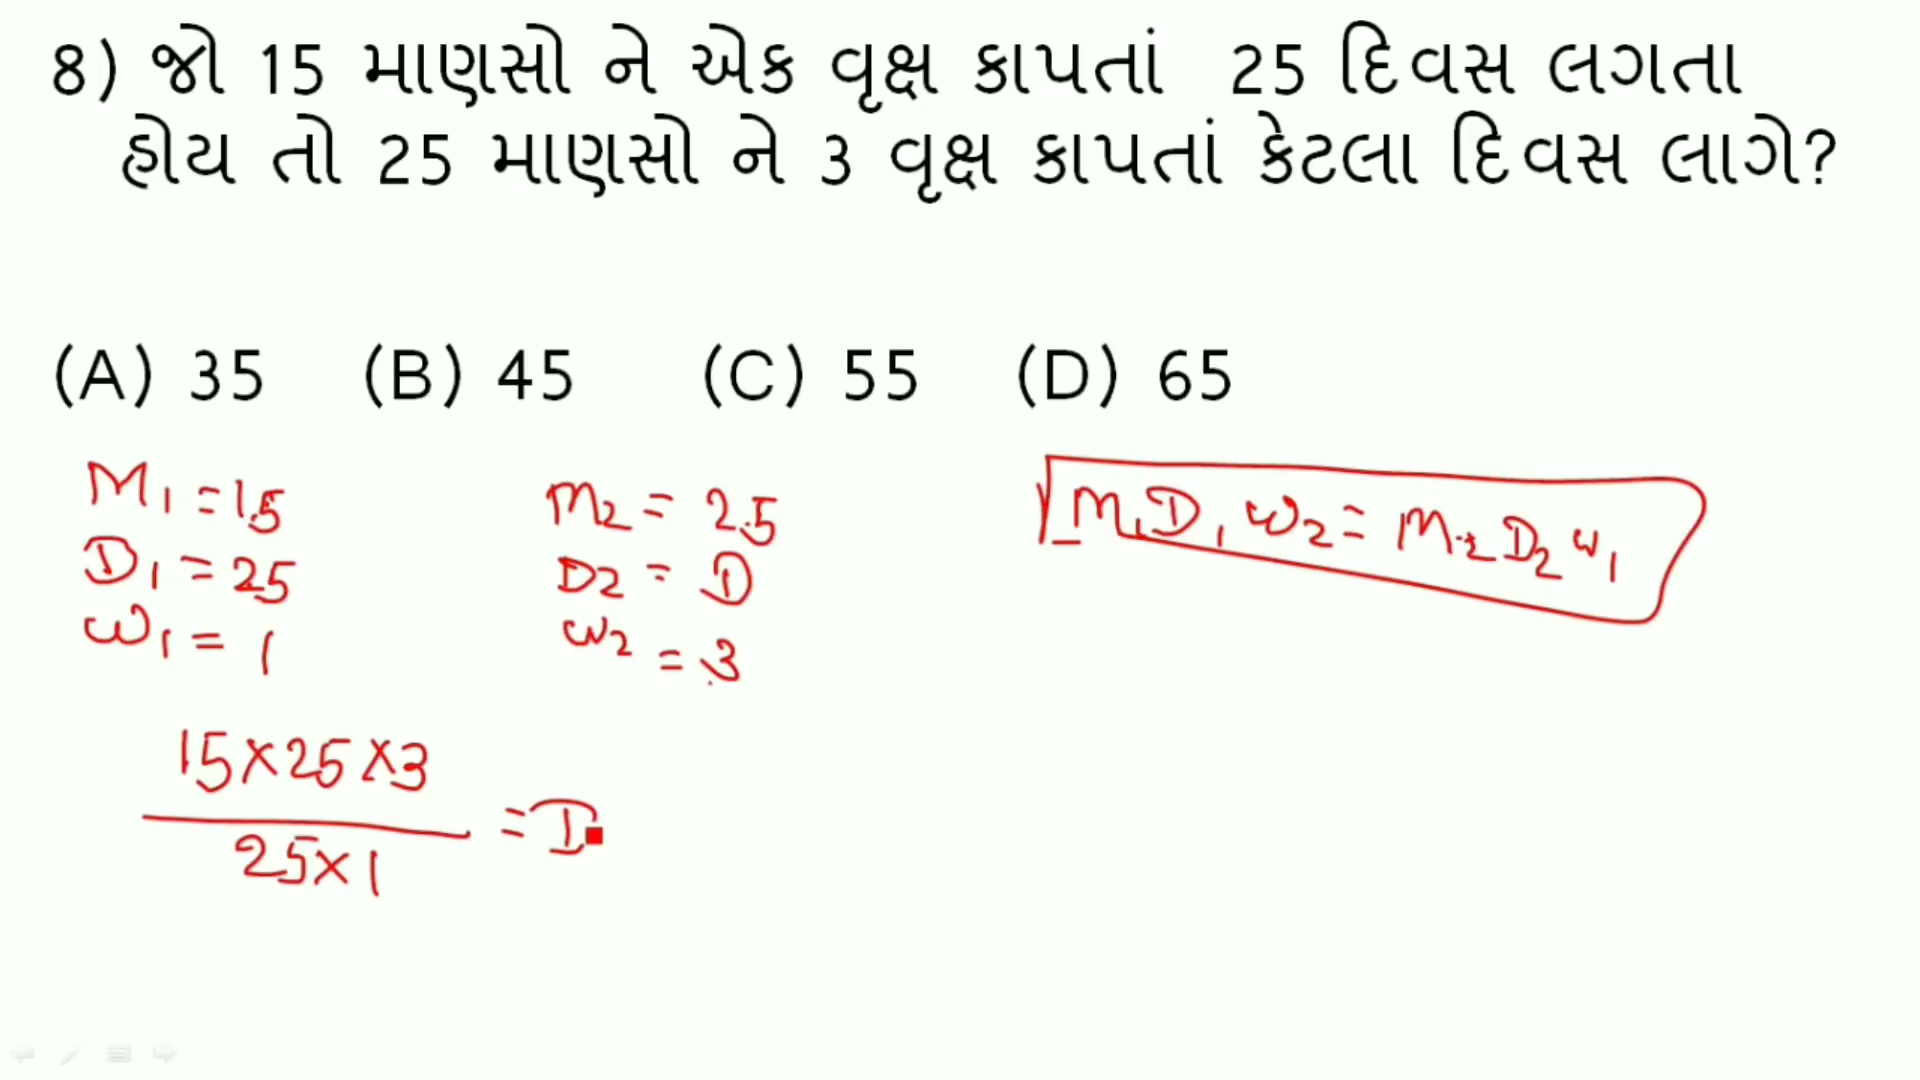 8) જો 15 માણસો ને એક વૃક્ષ કાપતાં 25 દિવસ લગતા
હોય તો 25 માણસો ને 3 વૃક્ષ કાપતાં કેટલા દિવસ લાગે?
(A) 35 (B) 45 (C) 55 (D) 65
M1 = 15 M2 = 25 M1D1W2 = M2D2W1
D1 = 25 D2 = D
W1 = 1 W2 = 3
15×25×3
25×1
= D